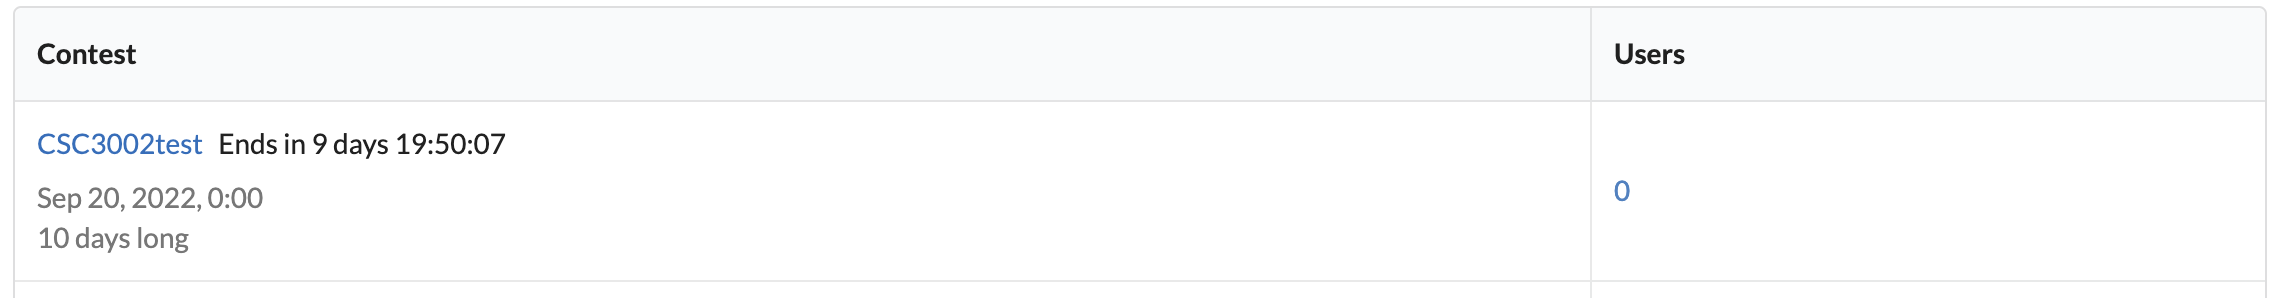 Contest
Users
CSC3002test Ends in 9 days 19:50:07
Sep 20, 2022, 0:00
10 days long
0